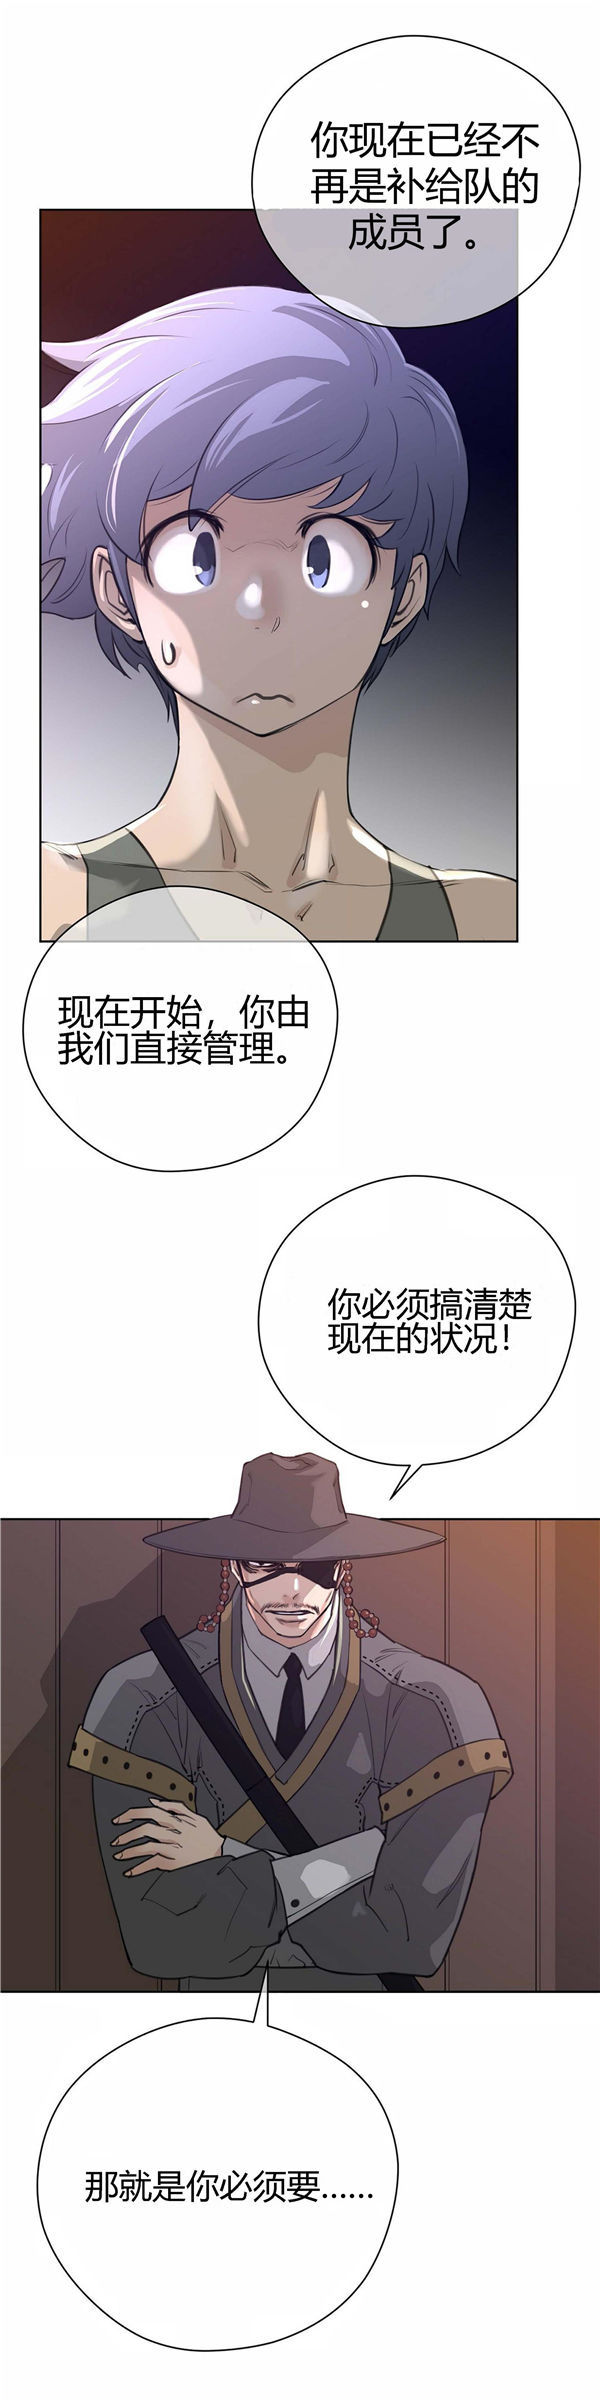 你现在已经不
再是补给队的
成员了。
现在开始，你由
我们直接管理。
你必须搞清楚
现在的状况！
那就是你必须要……